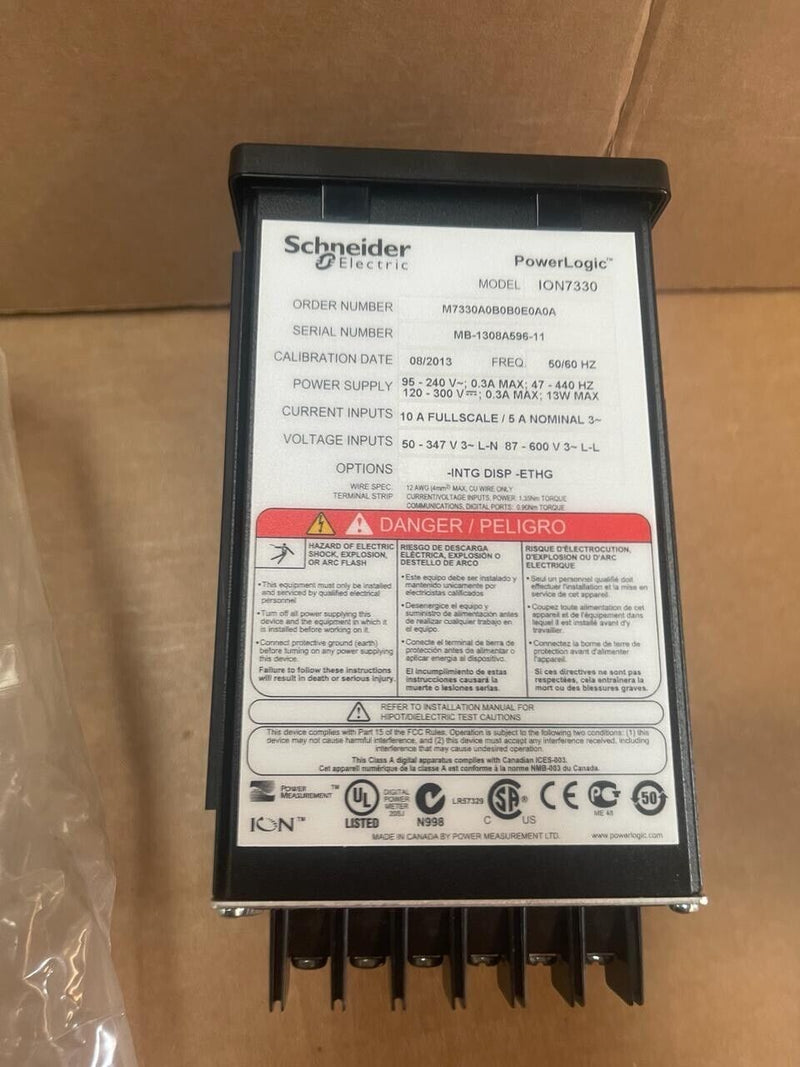 Schneider
Electric
PowerLogic™
MODEL ION7330
ORDER NUMBER M7330A0B0B0E0A0A
SERIAL NUMBER MB-1308A596-11
CALIBRATION DATE 08/2013 FREQ. 50/60 HZ
POWER SUPPLY 95 - 240 V~; 0.3A MAX; 47 - 440 HZ
120 - 300 V⎓; 0.3A MAX; 13W MAX
CURRENT INPUTS 10 A FULLSCALE / 5 A NOMINAL 3~
VOLTAGE INPUTS 50 - 347 V 3~ L-N 87 - 600 V 3~ L-L
OPTIONS -INTG DISP -ETHG
WIRE SPEC. 12 AWG (4mm²) MAX, CU WIRE ONLY
TERMINAL STRIP CURRENT/VOLTAGE INPUTS, POWER: 1.35Nm TORQUE
COMMUNICATIONS, DIGITAL PORTS: 0.90Nm TORQUE
DANGER / PELIGRO
HAZARD OF ELECTRIC
SHOCK, EXPLOSION,
OR ARC FLASH
• This equipment must only be installed
and serviced by qualified electrical
personnel
• Turn off all power supplying this
device and the equipment in which it
is installed before working on it.
• Connect protective ground (earth)
before turning on any power supplying
this device.
Failure to follow these instructions
will result in death or serious injury.
RIESGO DE DESCARGA
ELÉCTRICA, EXPLOSIÓN O
DESTELLO DE ARCO
• Este equipo debe ser instalado y
mantenido unicamente por
electricistas calificados
• Desenergice el equipo y
suministro de alimentación antes
de realizar cualquier trabajo en
el equipo.
• Conecte el terminal de tierra de
protección antes de alimentar o
aplicar energia al dispositivo.
El incumplimiento de estas
instrucciones causará la
muerte o lesiones serias.
RISQUE D'ÉLECTROCUTION,
D'EXPLOSION OU D'ARC
ELECTRIQUE
• Seul un personnel qualifié doit
effectuer l'installation et la mise en
service de cet appareil.
• Coupez toute alimentation de cet
appareil et de l'équipement dans
lequel il est installé avant d'y
travailler.
• Connectez la borne de terre de
protection avant d'alimenter
l'appareil.
Si ces directives ne sont pas
respectées, cela entraînera la
mort ou des blessures graves.
REFER TO INSTALLATION MANUAL FOR
HIPOT/DIELECTRIC TEST CAUTIONS
This device complies with Part 15 of the FCC Rules. Operation is subject to the following two conditions: (1) this
device may not cause harmful interference, and (2) this device must accept any interference received, including
interference that may cause undesired operation.
This Class A digital apparatus complies with Canadian ICES-003.
Cet appareil numérique de la classe A est conforme à la norme NMB-003 du Canada.
POWER
MEASUREMENT™
ION™
UL
LISTED
DIGITAL
POWER
METER
205J
N998
LR57329
SA
C US
CE
PC
ME 48
50
MADE IN CANADA BY POWER MEASUREMENT LTD.
www.powerlogic.com